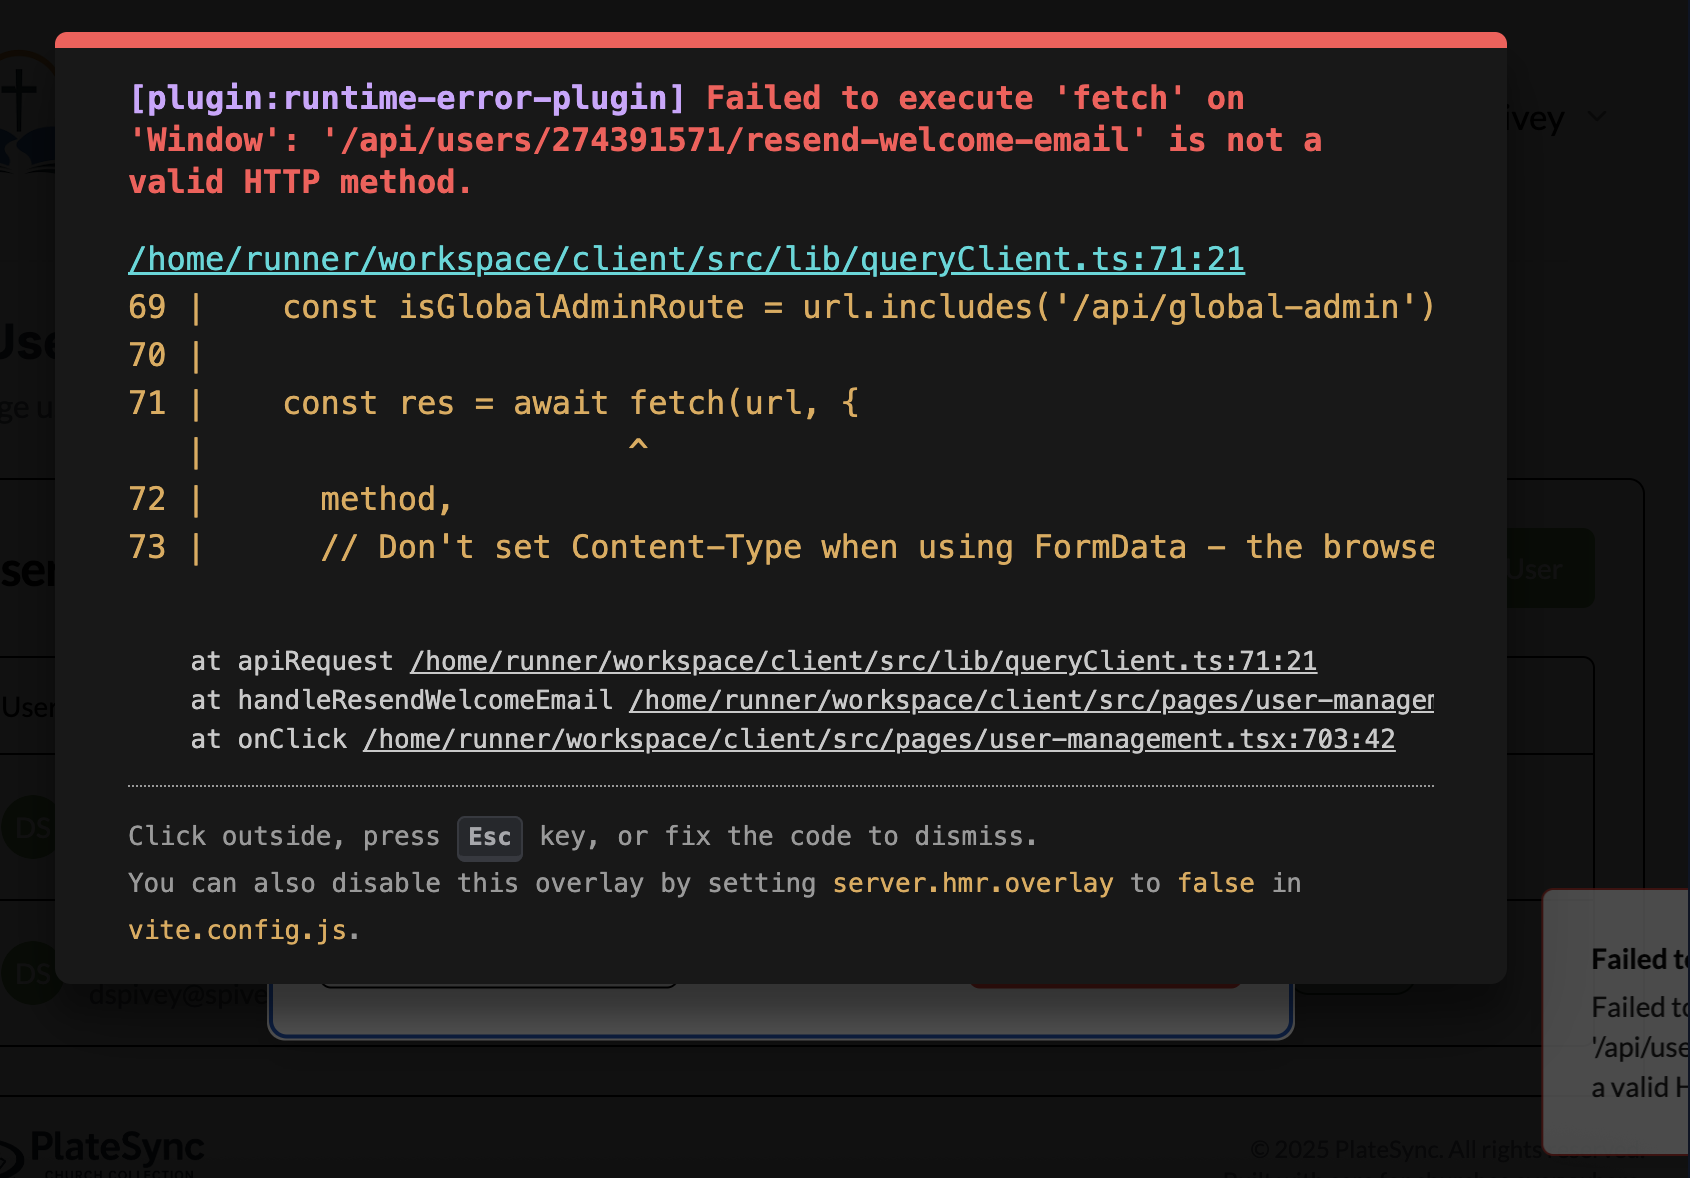 [plugin:runtime-error-plugin] Failed to execute 'fetch' on
'Window': '/api/users/274391571/resend-welcome-email' is not a
valid HTTP method.
ivey
/home/runner/workspace/client/src/lib/queryClient.ts:71:21
69 |    const isGlobalAdminRoute = url.includes('/api/global-admin')
70 |
71 |    const res = await fetch(url, {
   |                      ^
72 |      method,
73 |      // Don't set Content-Type when using FormData - the browse
Use
ge u
ser
User
User
at apiRequest /home/runner/workspace/client/src/lib/queryClient.ts:71:21
at handleResendWelcomeEmail /home/runner/workspace/client/src/pages/user-managem
at onClick /home/runner/workspace/client/src/pages/user-management.tsx:703:42
DS
Click outside, press Esc key, or fix the code to dismiss.
You can also disable this overlay by setting server.hmr.overlay to false in
vite.config.js.
DS
dspivey@spive
Failed to
Failed to
'/api/use
a valid H
PlateSync
CHURCH COLLECTION
© 2025 PlateSync. All rights